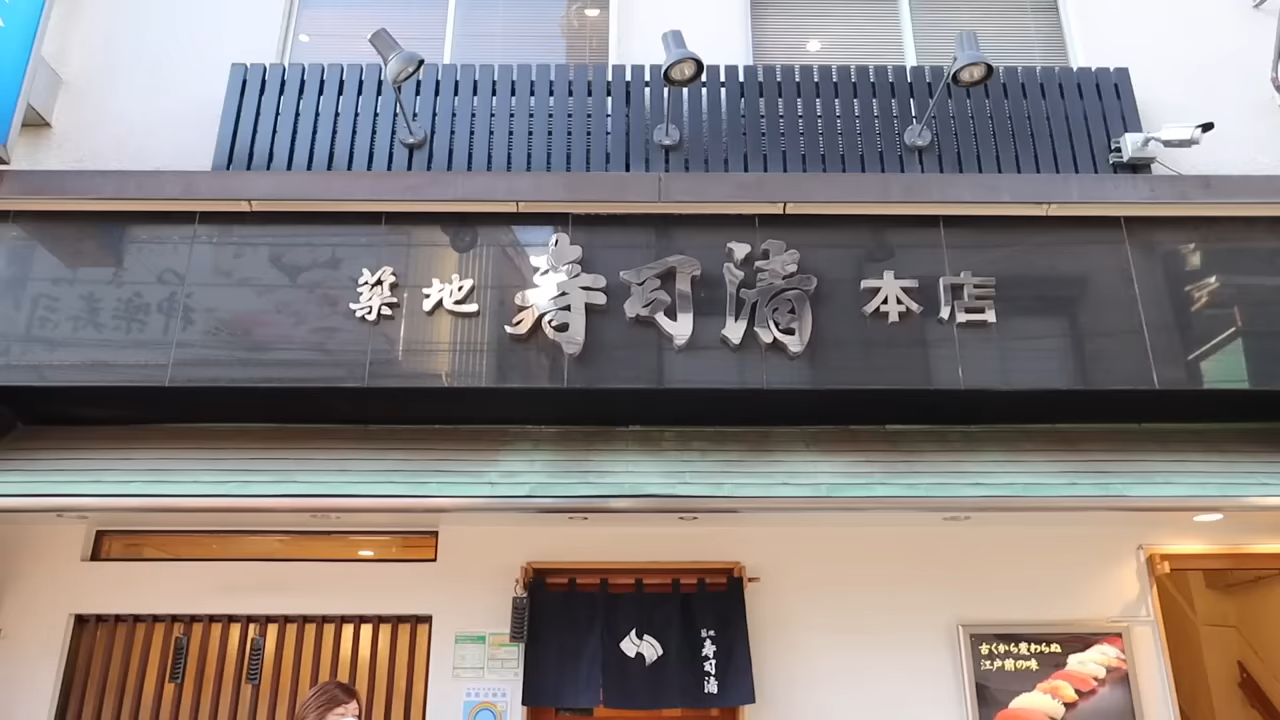 築地 寿司清 本店
築地
寿司清
古くから変わらぬ
江戸前の味